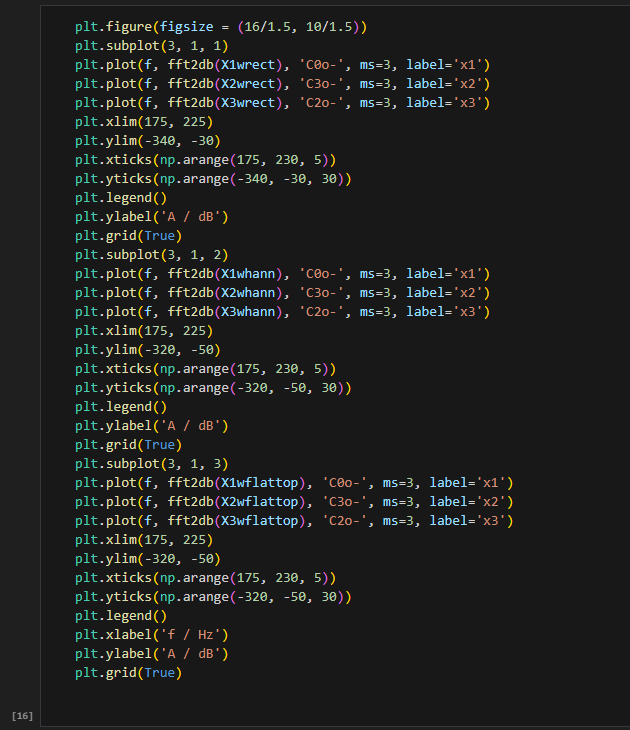 plt.figure(figsize = (16/1.5, 10/1.5))
plt.subplot(3, 1, 1)
plt.plot(f, fft2db(X1wrect), 'C0o-', ms=3, label='x1')
plt.plot(f, fft2db(X2wrect), 'C3o-', ms=3, label='x2')
plt.plot(f, fft2db(X3wrect), 'C2o-', ms=3, label='x3')
plt.xlim(175, 225)
plt.ylim(-340, -30)
plt.xticks(np.arange(175, 230, 5))
plt.yticks(np.arange(-340, -30, 30))
plt.legend()
plt.ylabel('A / dB')
plt.grid(True)
plt.subplot(3, 1, 2)
plt.plot(f, fft2db(X1whann), 'C0o-', ms=3, label='x1')
plt.plot(f, fft2db(X2whann), 'C3o-', ms=3, label='x2')
plt.plot(f, fft2db(X3whann), 'C2o-', ms=3, label='x3')
plt.xlim(175, 225)
plt.ylim(-320, -50)
plt.xticks(np.arange(175, 230, 5))
plt.yticks(np.arange(-320, -50, 30))
plt.legend()
plt.ylabel('A / dB')
plt.grid(True)
plt.subplot(3, 1, 3)
plt.plot(f, fft2db(X1wflattop), 'C0o-', ms=3, label='x1')
plt.plot(f, fft2db(X2wflattop), 'C3o-', ms=3, label='x2')
plt.plot(f, fft2db(X3wflattop), 'C2o-', ms=3, label='x3')
plt.xlim(175, 225)
plt.ylim(-320, -50)
plt.xticks(np.arange(175, 230, 5))
plt.yticks(np.arange(-320, -50, 30))
plt.legend()
plt.xlabel('f / Hz')
plt.ylabel('A / dB')
plt.grid(True)
[16]